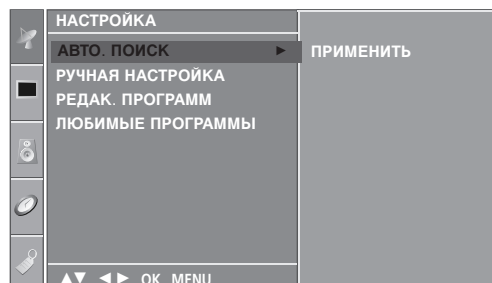 НАСТРОЙКА
АВТО. ПОИСК ► ПРИМЕНИТЬ
РУЧНАЯ НАСТРОЙКА
РЕДАК. ПРОГРАММ
ЛЮБИМЫЕ ПРОГРАММЫ
▲▼ ◄► OK MENU